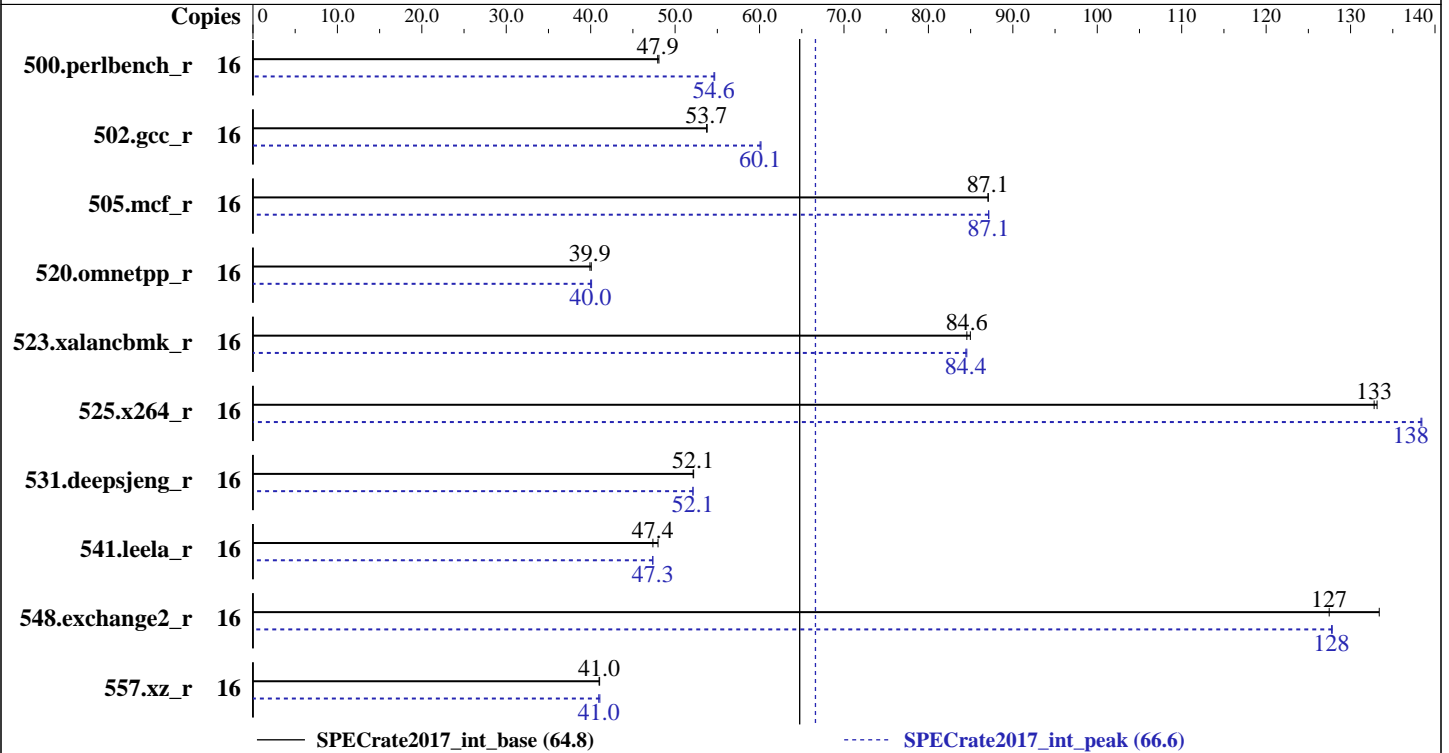 Copies 0 10.0 20.0 30.0 40.0 50.0 60.0 70.0 80.0 90.0 100 110 120 130 140
47.9
500.perlbench_r 16
54.6
53.7
502.gcc_r 16
60.1
87.1
505.mcf_r 16
87.1
39.9
520.omnetpp_r 16
40.0
84.6
523.xalancbmk_r 16
84.4
133
525.x264_r 16
138
52.1
531.deepsjeng_r 16
52.1
47.4
541.leela_r 16
47.3
127
548.exchange2_r 16
128
41.0
557.xz_r 16
41.0
SPECrate2017_int_base (64.8) SPECrate2017_int_peak (66.6)